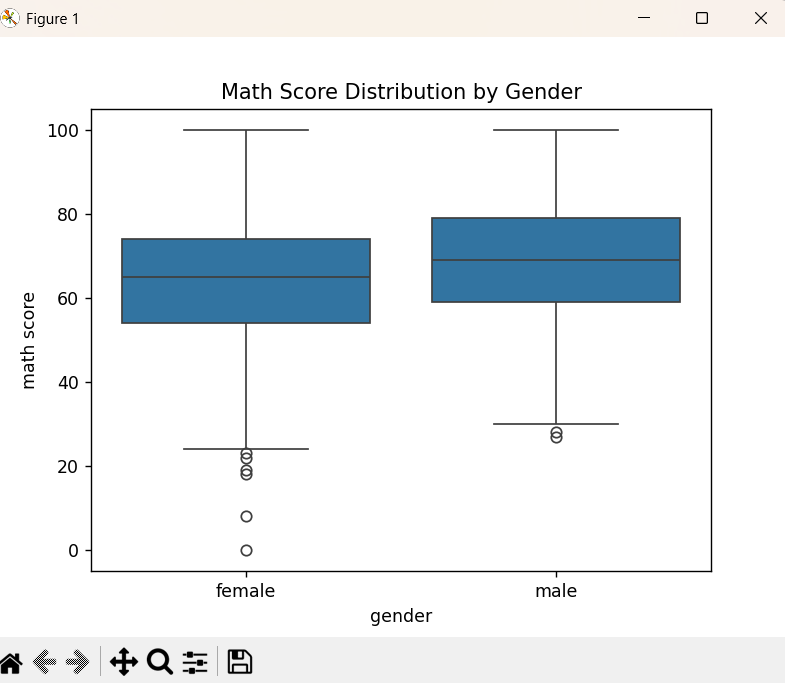 Figure 1
Math Score Distribution by Gender
100
80
60
40
20
0
math score
female male
gender